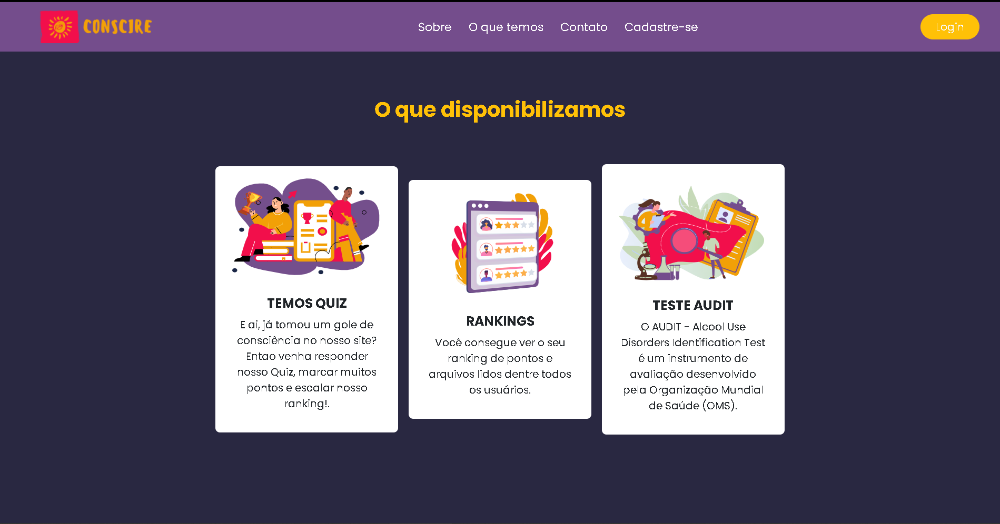 CONSC1RE
Sobre O que temos Contato Cadastre-se
Login
O que disponibilizamos
TEMOS QUIZ
E ai, já tomou um gole de
consciência no nosso site?
Entao venha responder
nosso Quiz, marcar muitos
pontos e escalar nosso
ranking!.
RANKINGS
Você consegue ver o seu
ranking de pontos e
arquivos lidos dentre todos
os usuários.
TESTE AUDIT
O AUDIT - Alcool Use
Disorders Identification Test
é um instrumento de
avaliação desenvolvido
pela Organização Mundial
de Saúde (OMS).